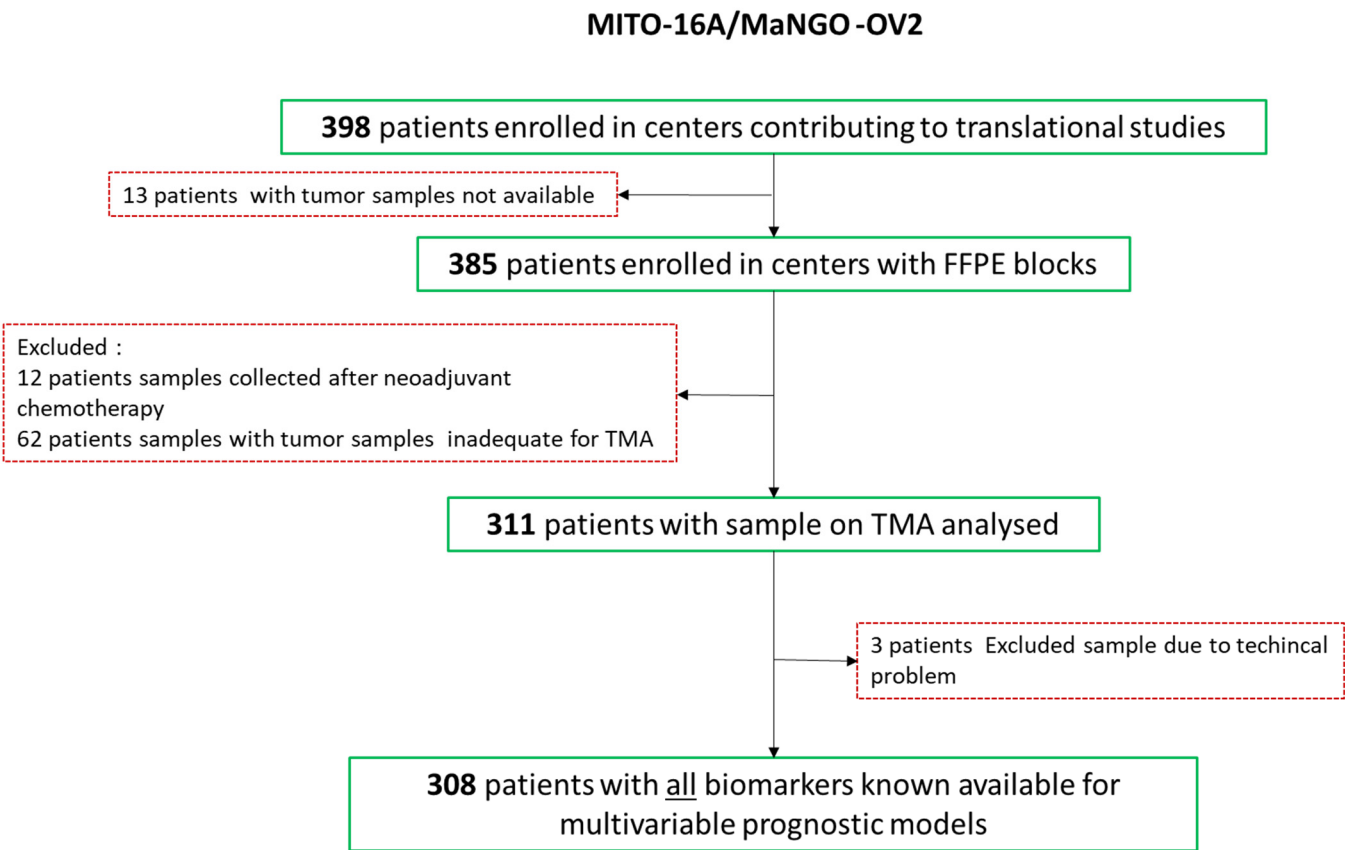 MITO-16A/MaNGO -OV2
398 patients enrolled in centers contributing to translational studies
13 patients with tumor samples not available
385 patients enrolled in centers with FFPE blocks
Excluded :
12 patients samples collected after neoadjuvant
chemotherapy
62 patients samples with tumor samples inadequate for TMA
311 patients with sample on TMA analysed
3 patients Excluded sample due to techincal
problem
308 patients with all biomarkers known available for
multivariable prognostic models